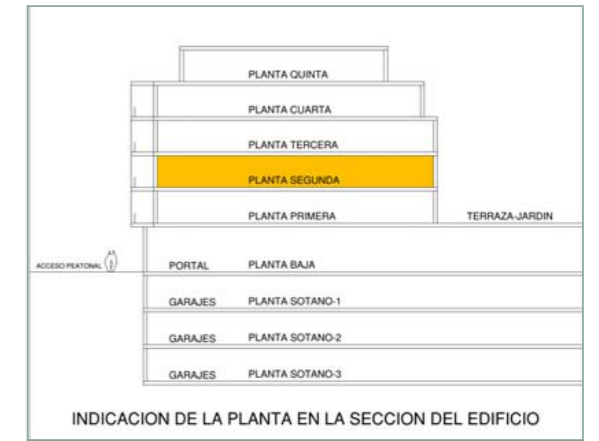 PLANTA QUINTA
PLANTA CUARTA
PLANTA TERCERA
PLANTA SEGUNDA
PLANTA PRIMERA TERRAZA-JARDIN
ACCESO PEATONAL PORTAL PLANTA BAJA
GARAJES PLANTA SOTANO-1
GARAJES PLANTA SOTANO-2
GARAJES PLANTA SOTANO-3
INDICACION DE LA PLANTA EN LA SECCION DEL EDIFICIO